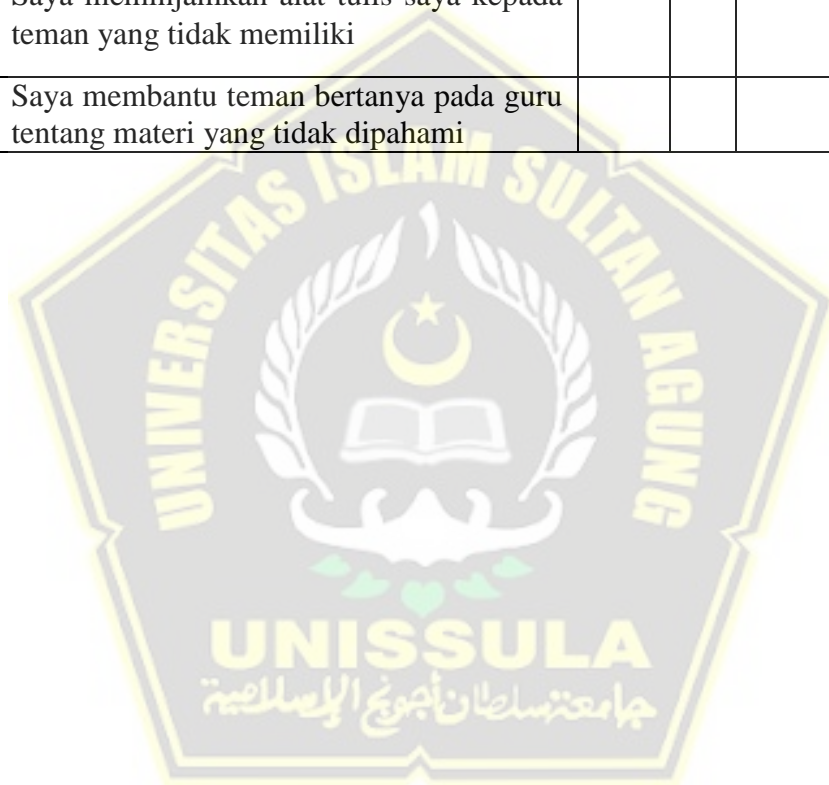 Saya meminjamkan alat tulis saya kepada
teman yang tidak memiliki
Saya membantu teman bertanya pada guru
tentang materi yang tidak dipahami
UNIVERSITAS ISLAM SULTAN AGUNG
UNISSULA
جامعة سلطان أجونج الإسلامية